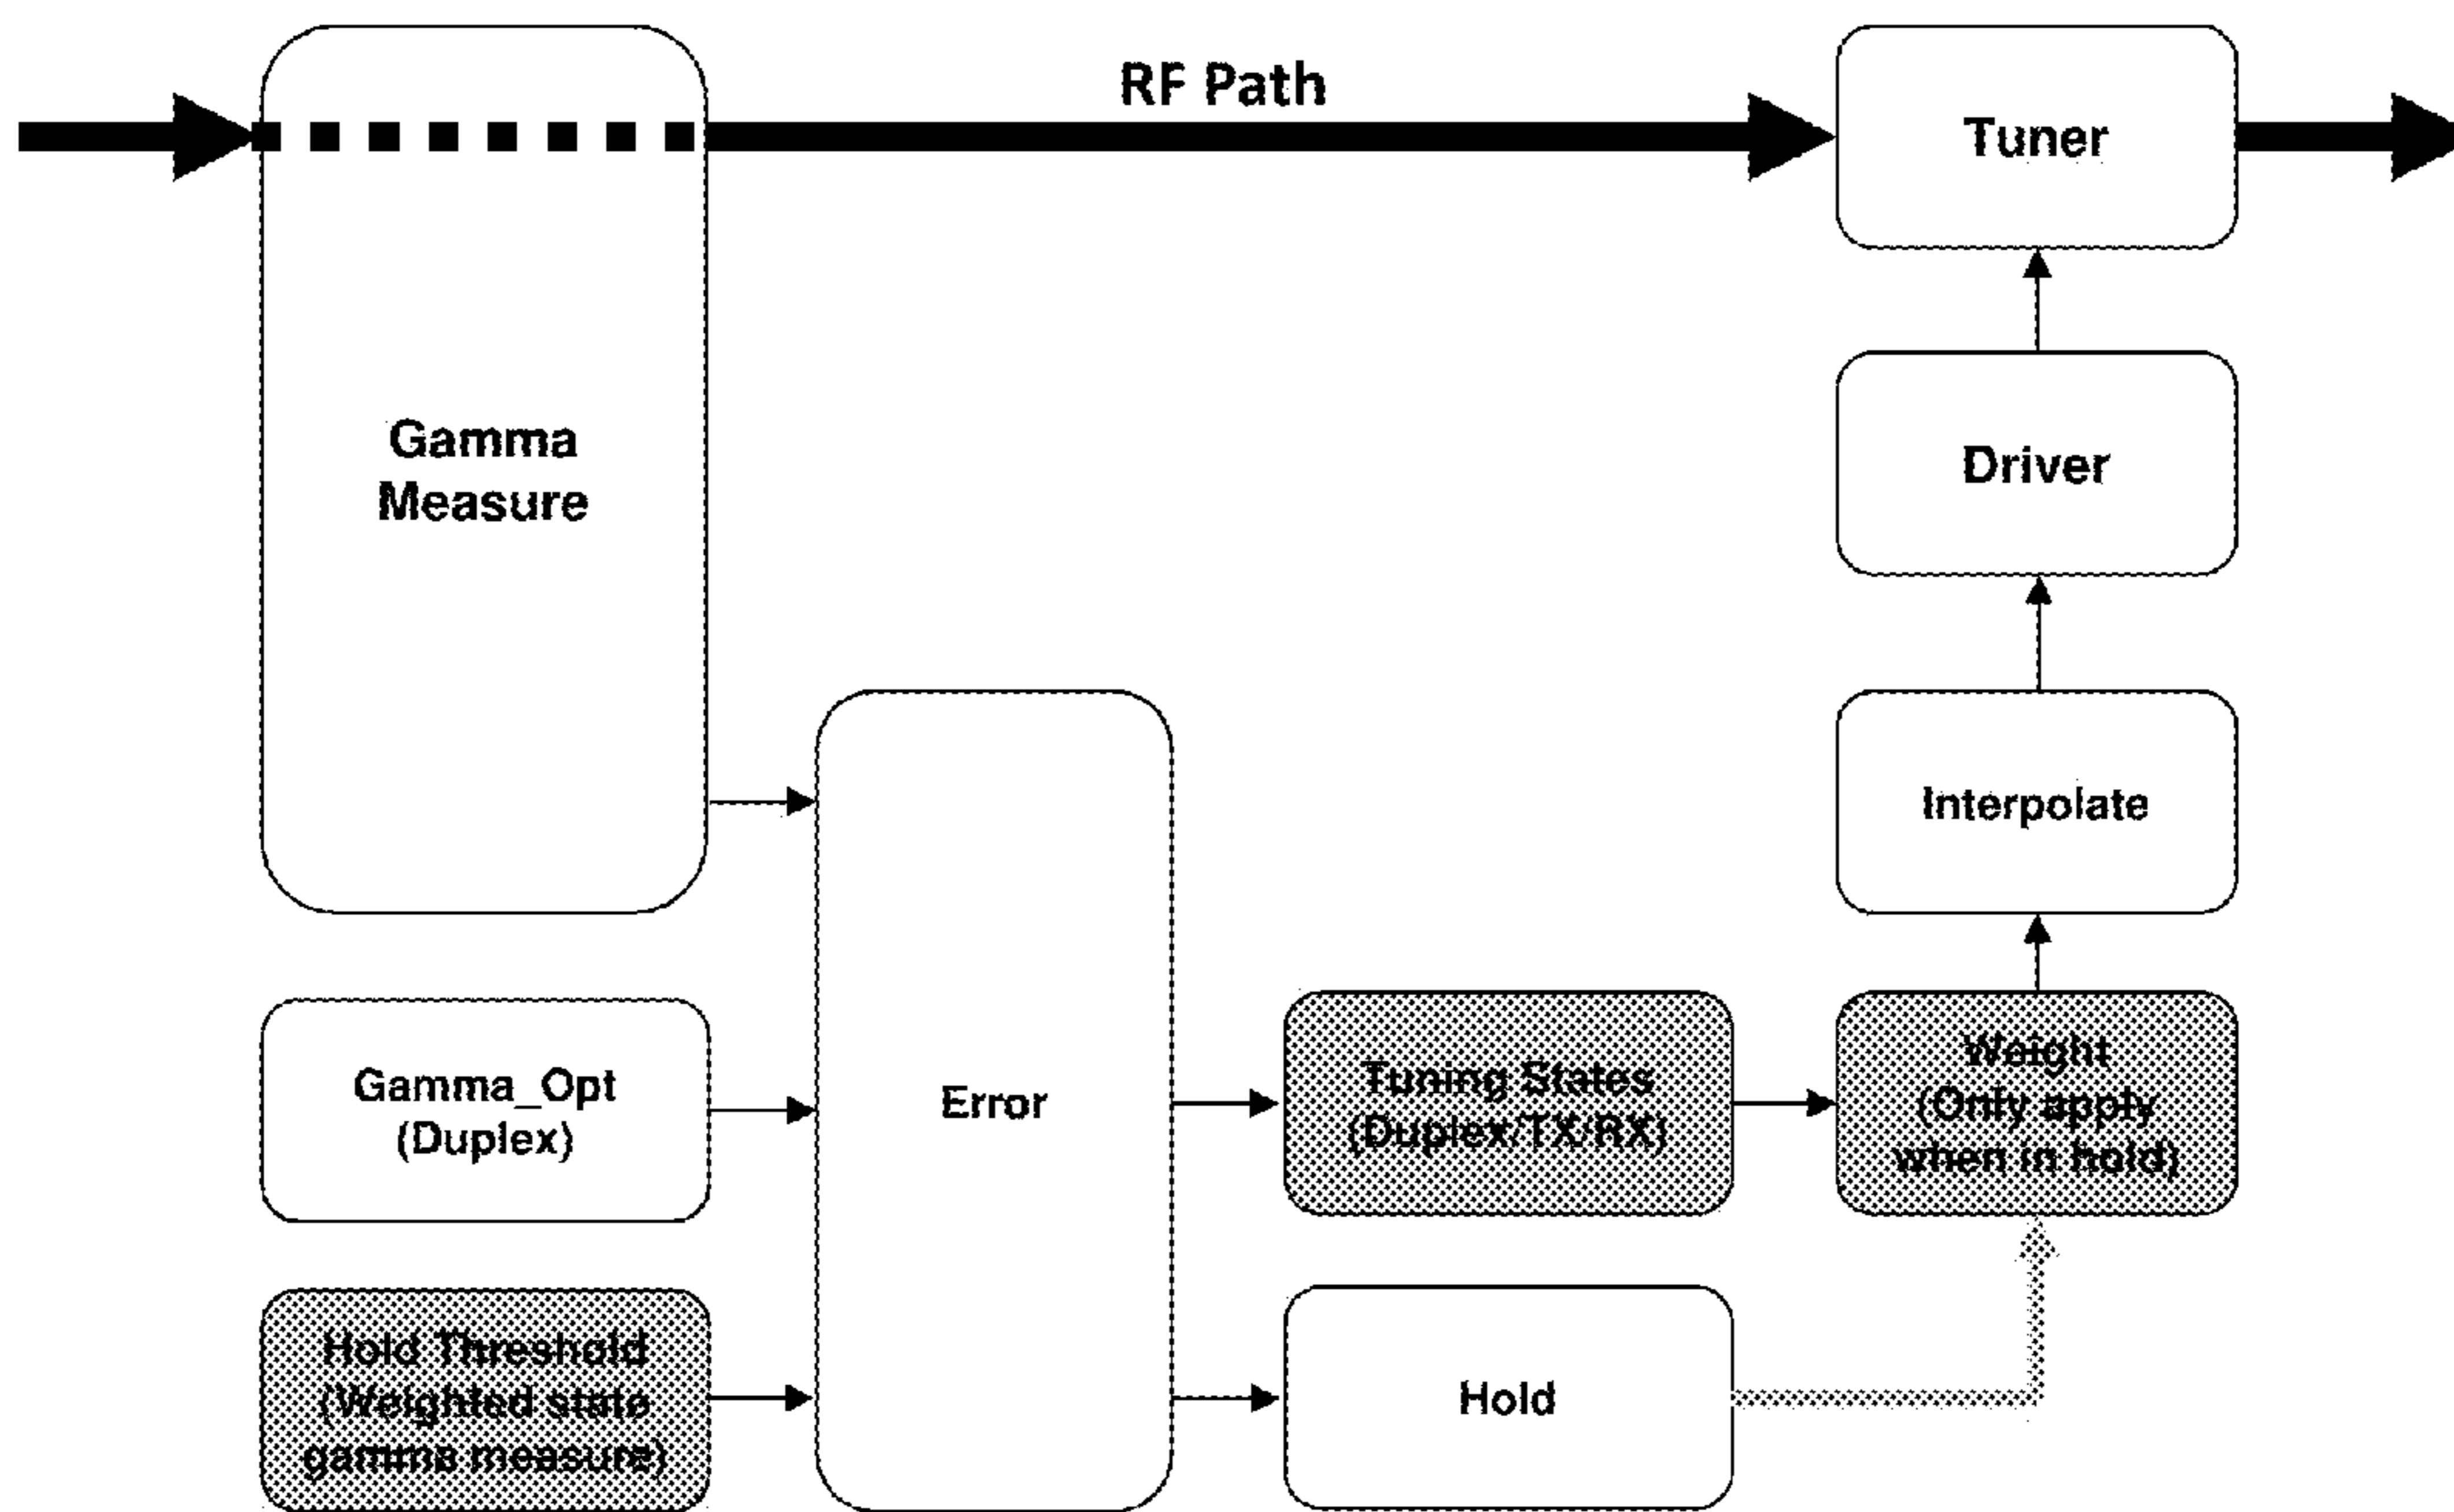 RF Path
Tuner
Gamma
Measure
Driver
Interpolate
Gamma_Opt
(Duplex)
Error
Tuning States
(Duplex/TX/RX)
Weight
(Only apply
when in hold)
Hold Threshold
(Weighted state
gamma measure)
Hold